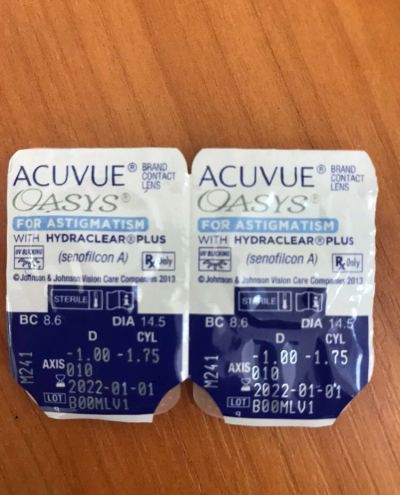 ACUVUE® BRAND CONTACT LENS
OASYS®
FOR ASTIGMATISM
WITH HYDRACLEAR® PLUS
UV BLOCKING
(senofilcon A)
Rx Only
© Johnson & Johnson Vision Care Companies 2013
STERILE
BC 8.6 DIA 14.5
D CYL
-1.00 -1.75
AXIS 010
2022-01-01
LOT B00MLV1
M241
ACUVUE® BRAND CONTACT LENS
OASYS®
FOR ASTIGMATISM
WITH HYDRACLEAR® PLUS
UV BLOCKING
(senofilcon A)
Rx Only
© Johnson & Johnson Vision Care Companies 2013
STERILE
BC 8.6 DIA 14.5
D CYL
-1.00 -1.75
AXIS 010
2022-01-01
LOT B00MLV1
M241